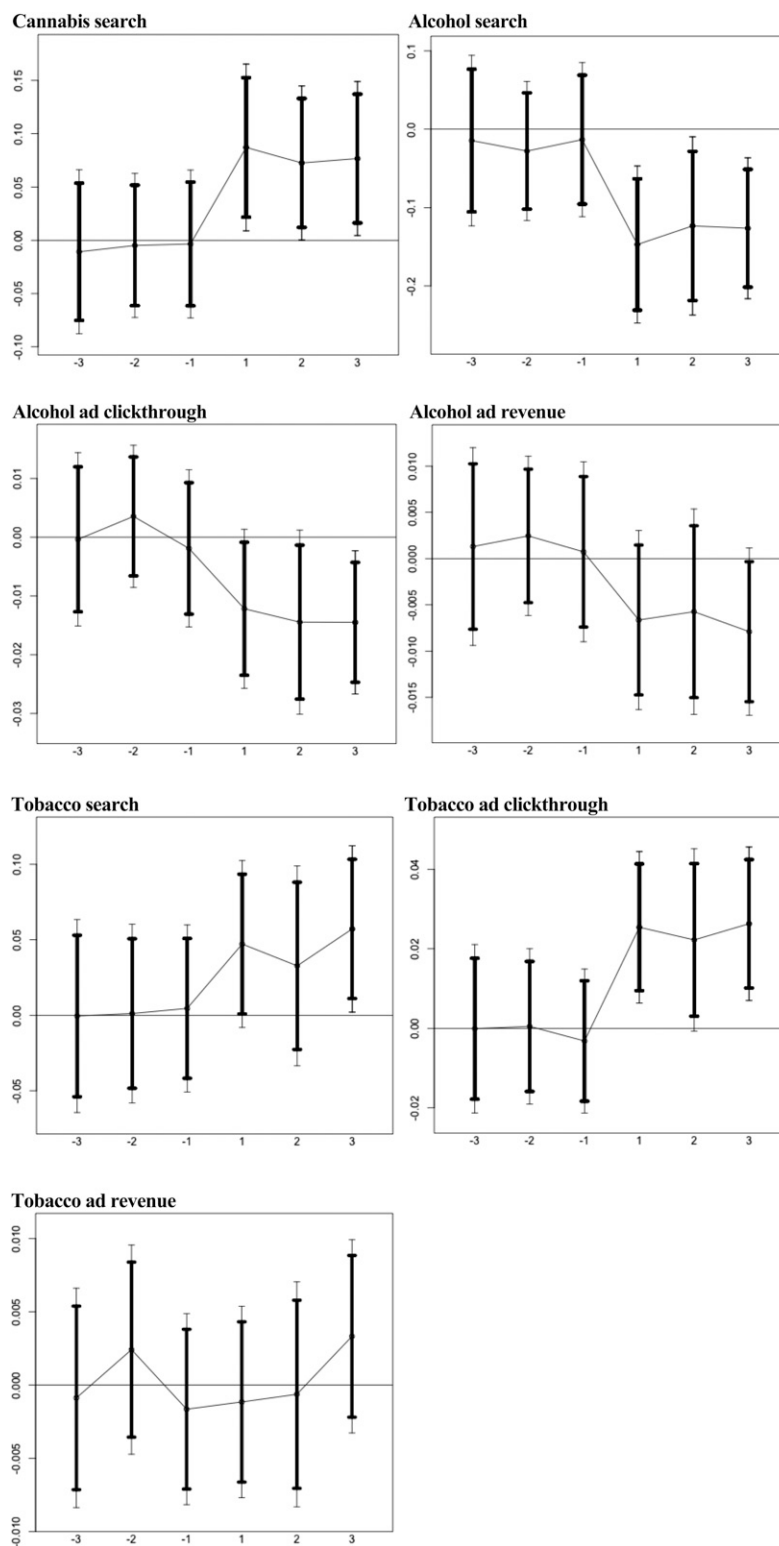 Cannabis search
0.15
0.10
0.05
0.00
-0.05
-0.10
-3 -2 -1 1 2 3
Alcohol search
0.1
0.0
-0.1
-0.2
-3 -2 -1 1 2 3
Alcohol ad clickthrough
0.01
0.00
-0.01
-0.02
-0.03
-3 -2 -1 1 2 3
Alcohol ad revenue
0.010
0.005
0.000
-0.005
-0.010
-0.015
-3 -2 -1 1 2 3
Tobacco search
0.10
0.05
0.00
-0.05
-3 -2 -1 1 2 3
Tobacco ad clickthrough
0.04
0.02
0.00
-0.02
-3 -2 -1 1 2 3
Tobacco ad revenue
0.010
0.005
0.000
-0.005
-0.010
-3 -2 -1 1 2 3